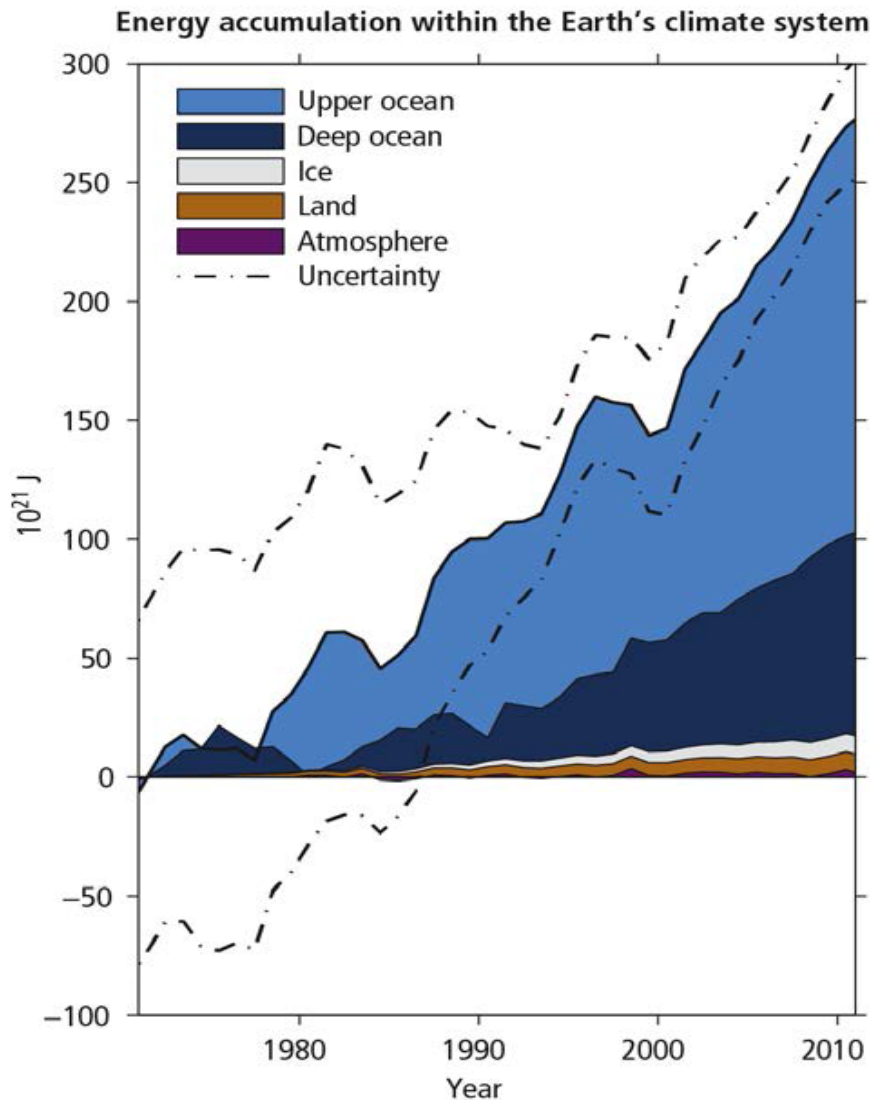 Energy accumulation within the Earth's climate system
300
250
200
150
100
50
0
−50
−100
10²¹ J
Upper ocean
Deep ocean
Ice
Land
Atmosphere
Uncertainty
1980 1990 2000 2010
Year